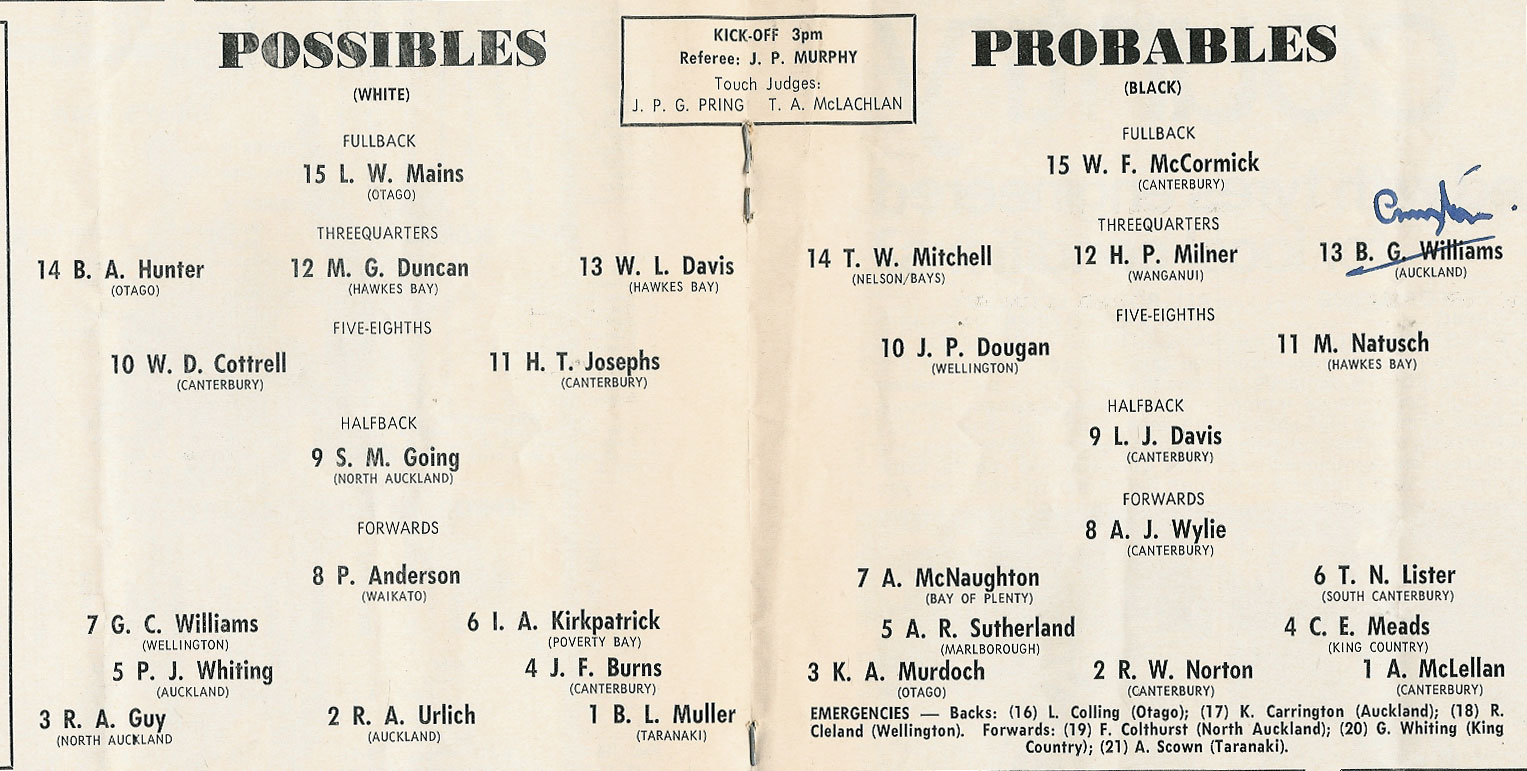 POSSIBLES
(WHITE)
FULLBACK
15 L. W. Mains
(OTAGO)
THREEQUARTERS
14 B. A. Hunter 12 M. G. Duncan 13 W. L. Davis
(OTAGO) (HAWKES BAY) (HAWKES BAY)
FIVE-EIGHTHS
10 W. D. Cottrell 11 H. T. Josephs
(CANTERBURY) (CANTERBURY)
HALFBACK
9 S. M. Going
(NORTH AUCKLAND)
FORWARDS
8 P. Anderson
(WAIKATO)
7 G. C. Williams 6 I. A. Kirkpatrick
(WELLINGTON) (POVERTY BAY)
5 P. J. Whiting 4 J. F. Burns
(AUCKLAND) (CANTERBURY)
3 R. A. Guy 2 R. A. Urlich 1 B. L. Muller
(NORTH AUCKLAND (AUCKLAND) (TARANAKI)
KICK-OFF 3pm
Referee: J. P. MURPHY
Touch Judges:
J. P. G. PRING T. A. McLACHLAN
PROBABLES
(BLACK)
FULLBACK
15 W. F. McCormick
(CANTERBURY)
THREEQUARTERS
14 T. W. Mitchell 12 H. P. Milner 13 B. G. Williams
(NELSON/BAYS) (WANGANUI) (AUCKLAND)
FIVE-EIGHTHS
10 J. P. Dougan 11 M. Natusch
(WELLINGTON) (HAWKES BAY)
HALFBACK
9 L. J. Davis
(CANTERBURY)
FORWARDS
8 A. J. Wylie
(CANTERBURY)
7 A. McNaughton 6 T. N. Lister
(BAY OF PLENTY) (SOUTH CANTERBURY)
5 A. R. Sutherland 4 C. E. Meads
(MARLBOROUGH) (KING COUNTRY)
3 K. A. Murdoch 2 R. W. Norton 1 A. McLellan
(OTAGO) (CANTERBURY) (CANTERBURY)
EMERGENCIES — Backs: (16) L. Colling (Otago); (17) K. Carrington (Auckland); (18) R.
Cleland (Wellington). Forwards: (19) F. Colthurst (North Auckland); (20) G. Whiting (King
Country); (21) A. Scown (Taranaki).